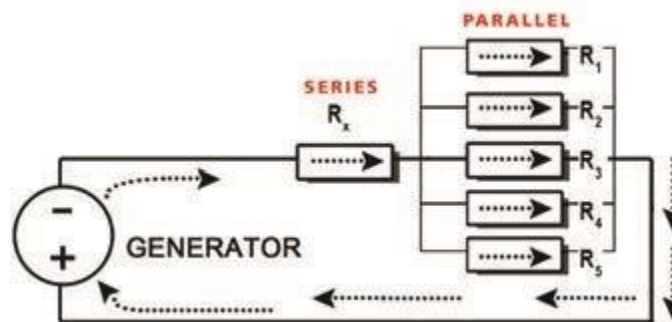 PARALLEL
SERIES
Rx
R1
R2
R3
R4
R5
−
+
GENERATOR